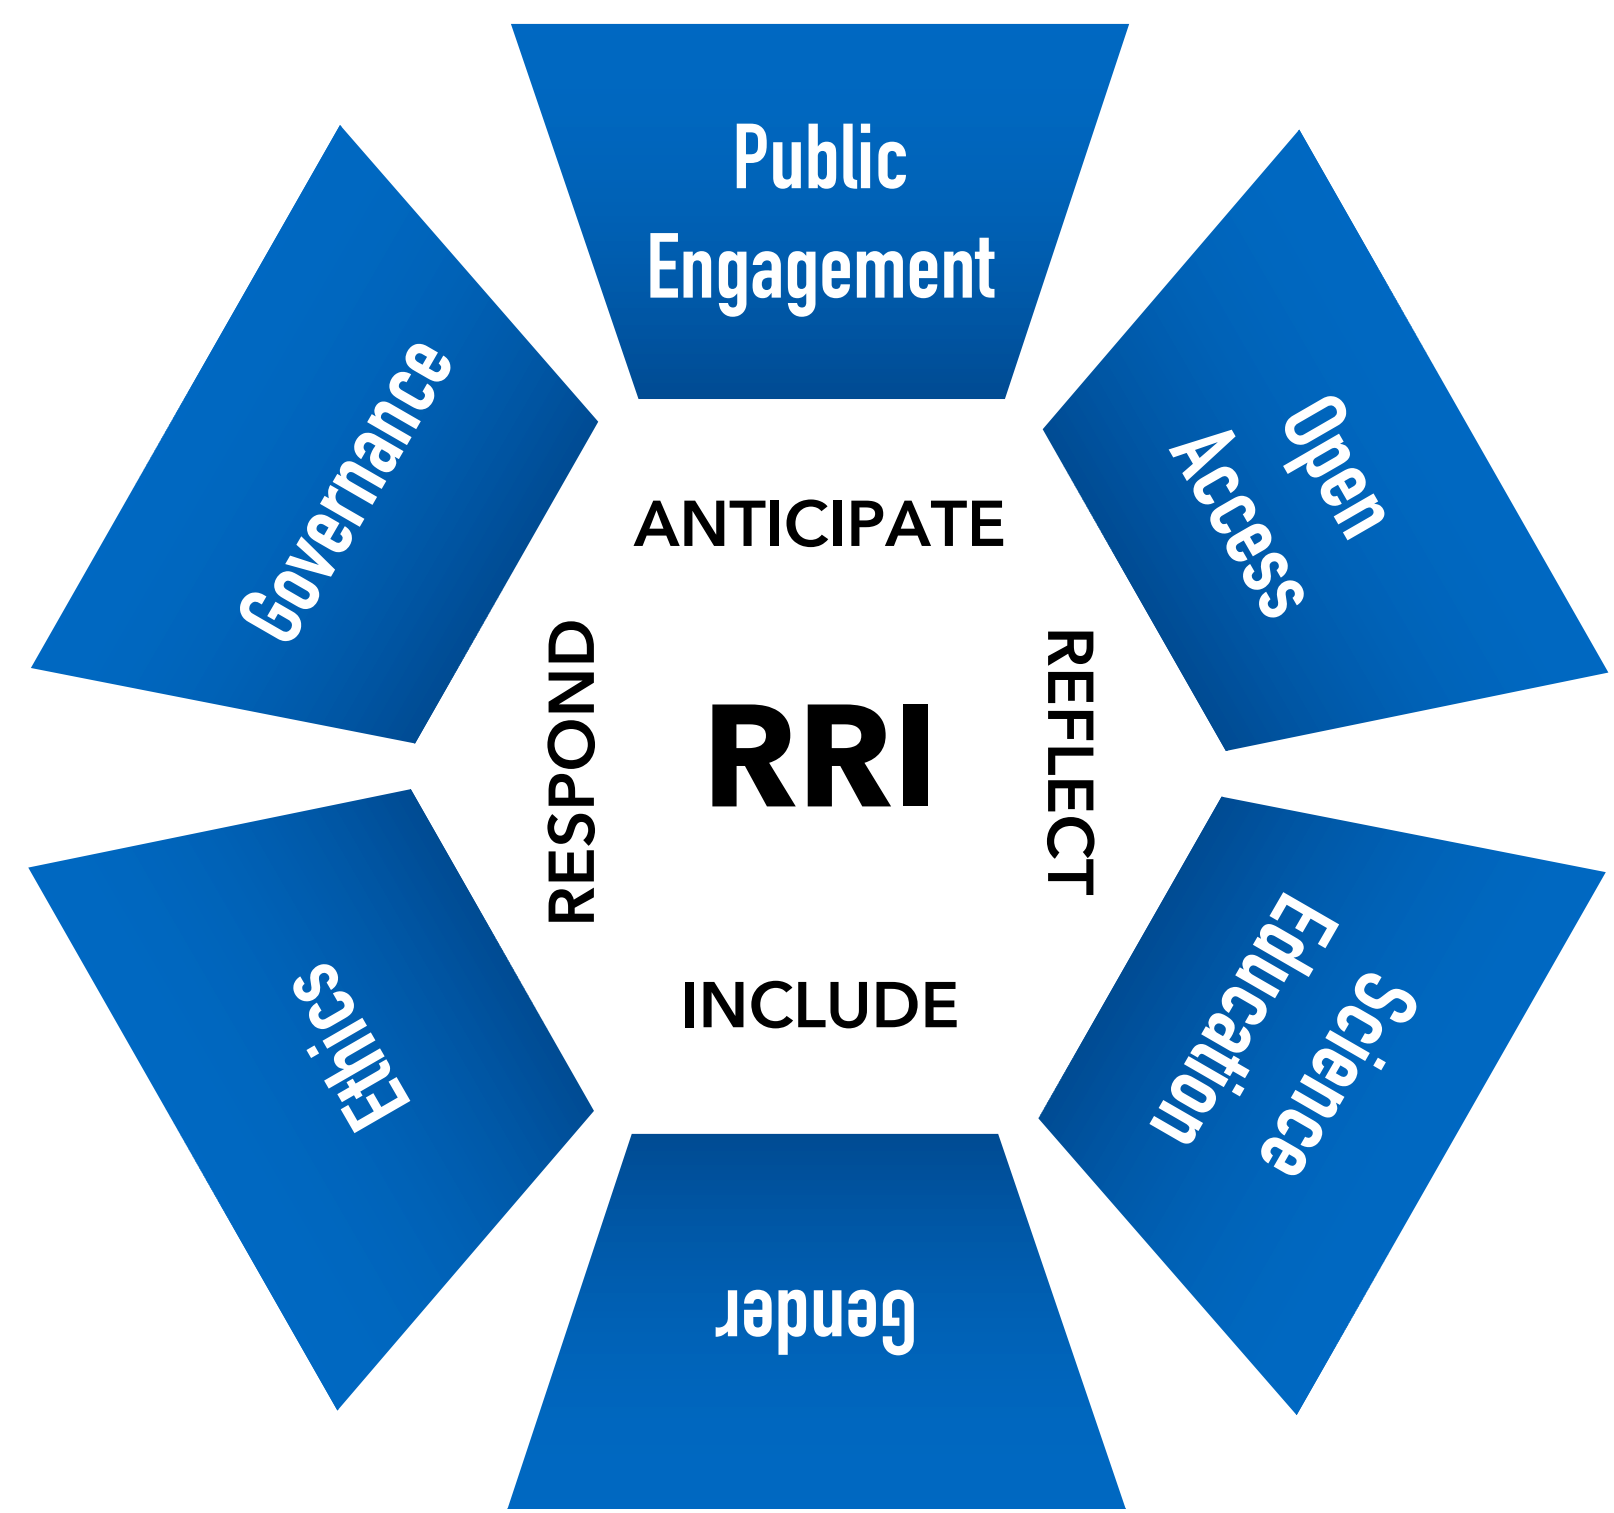 Public
Engagement
Open
Access
Science
Education
Gender
Ethics
Governance
ANTICIPATE
REFLECT
INCLUDE
RESPOND
RRI